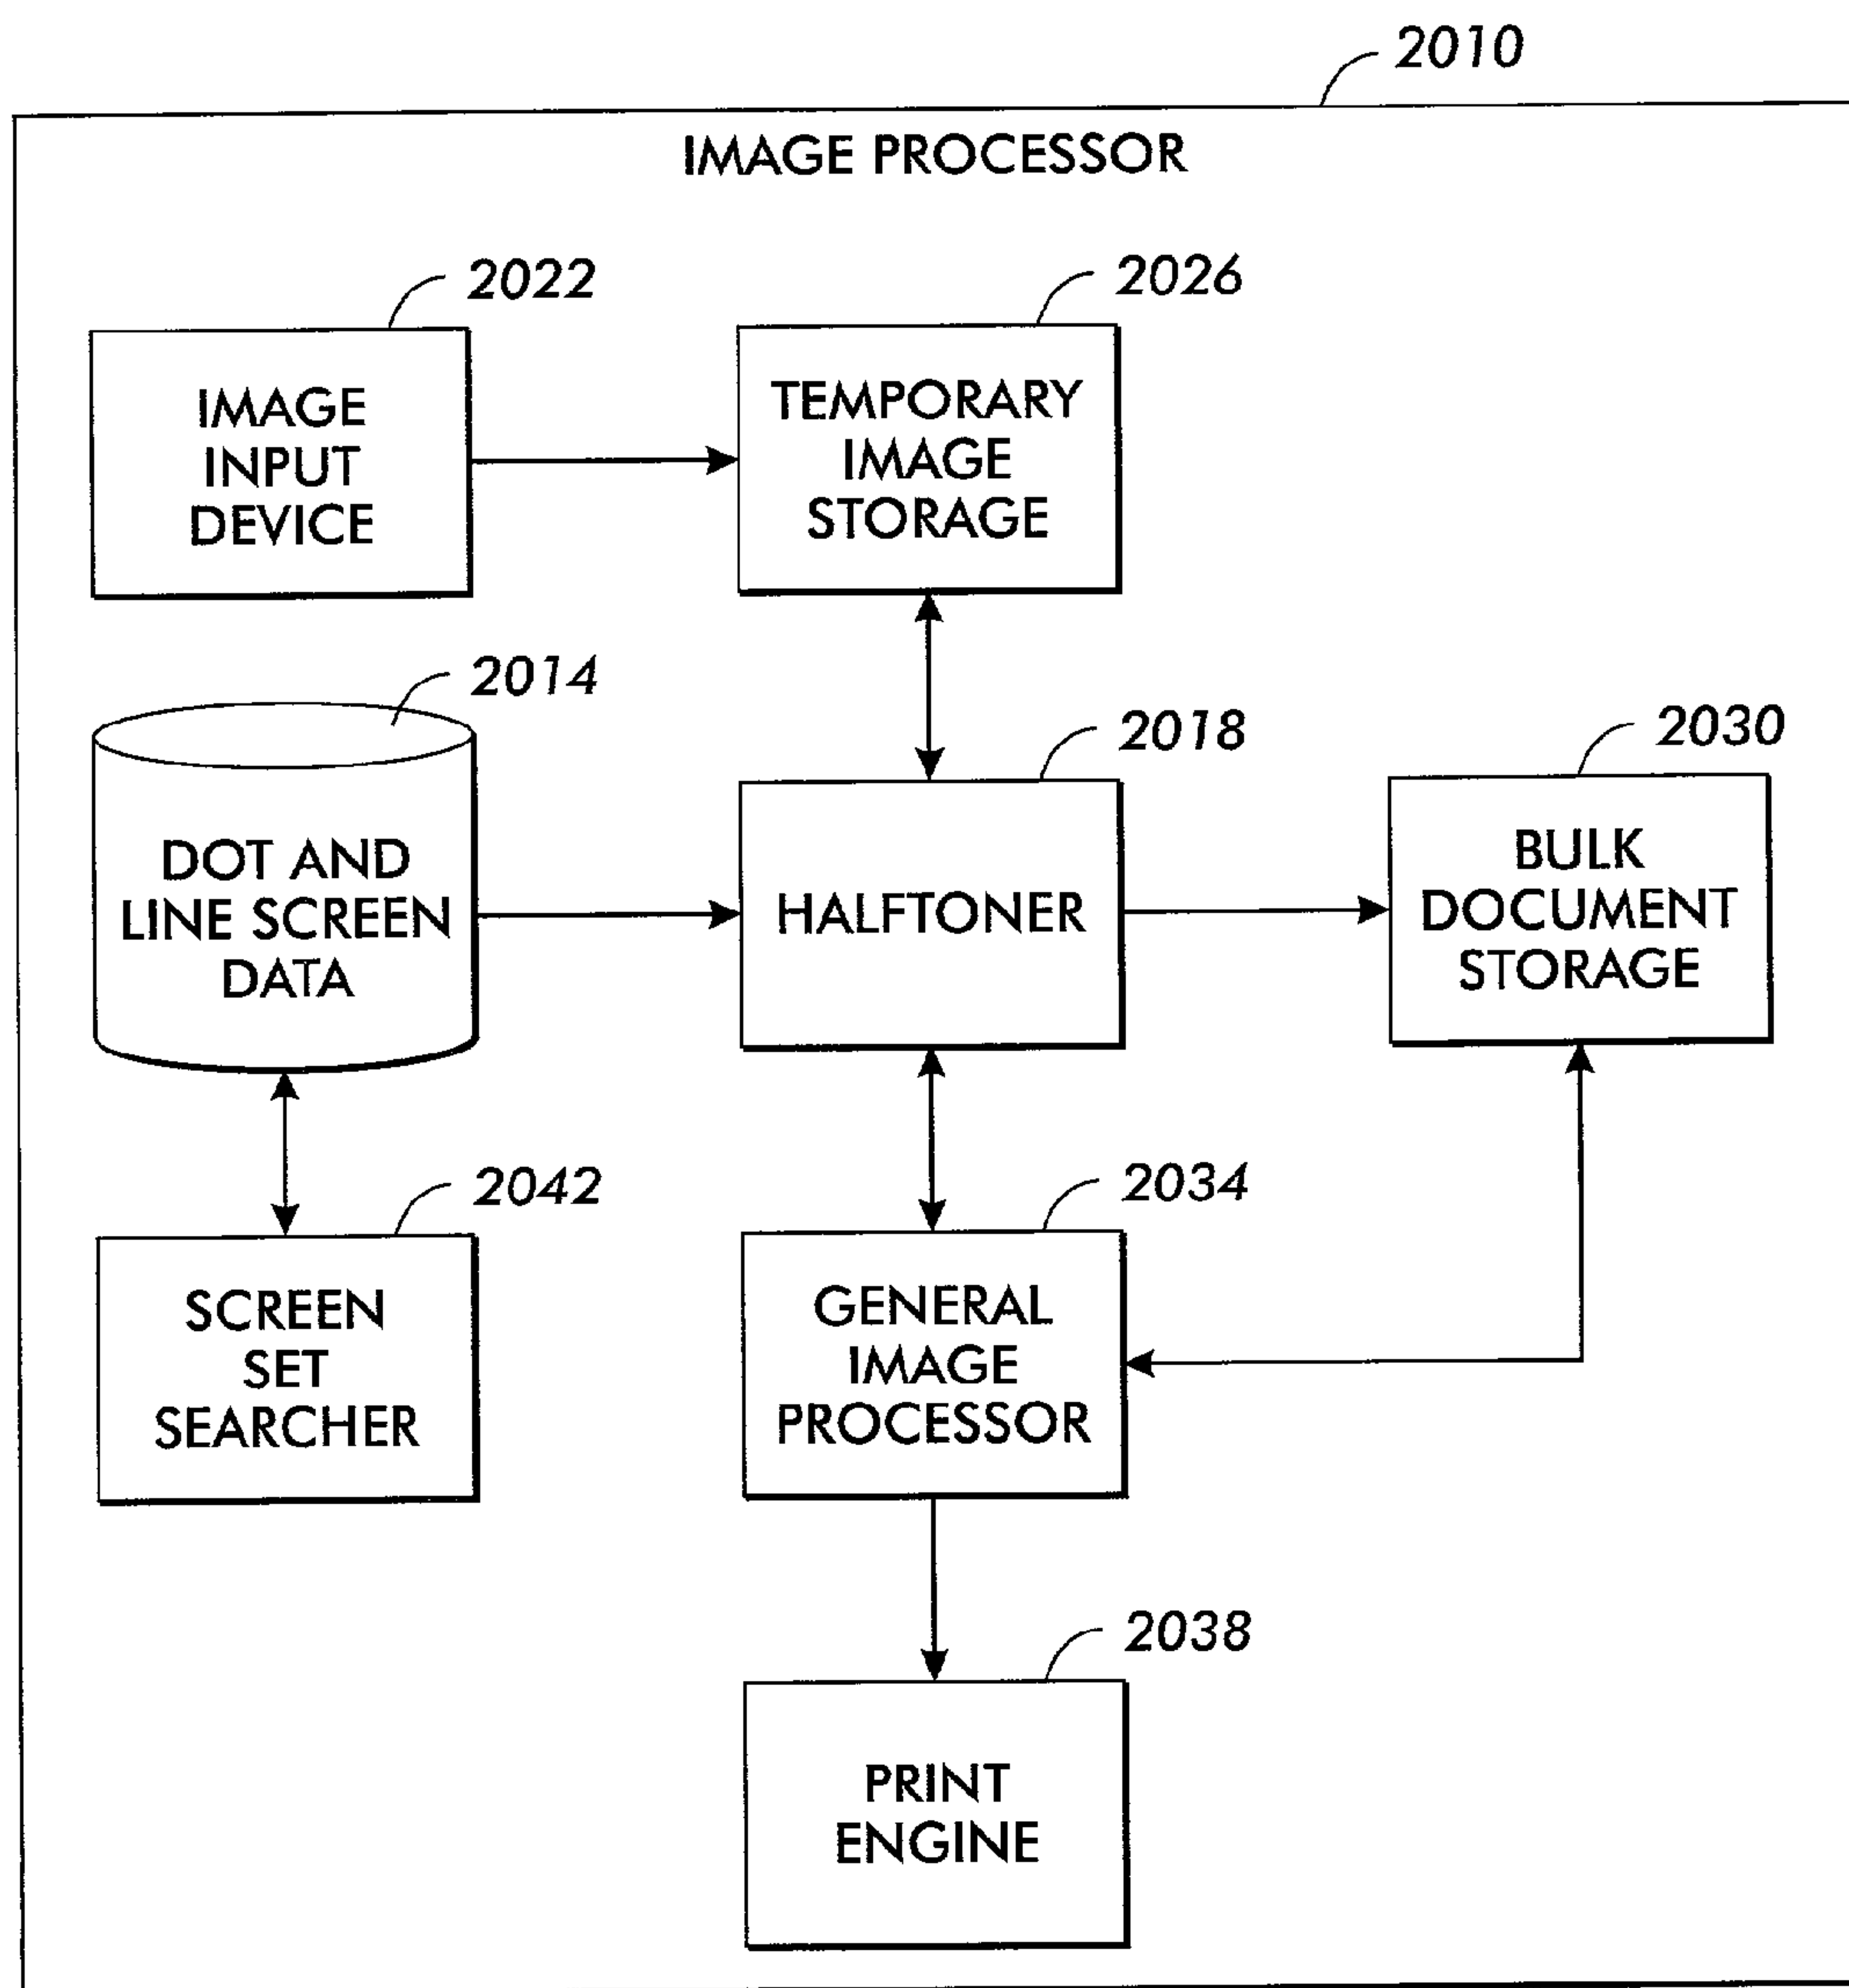 2010
IMAGE PROCESSOR
2022
IMAGE
INPUT
DEVICE
2026
TEMPORARY
IMAGE
STORAGE
2014
DOT AND
LINE SCREEN
DATA
2018
HALFTONER
2030
BULK
DOCUMENT
STORAGE
2042
SCREEN
SET
SEARCHER
2034
GENERAL
IMAGE
PROCESSOR
2038
PRINT
ENGINE